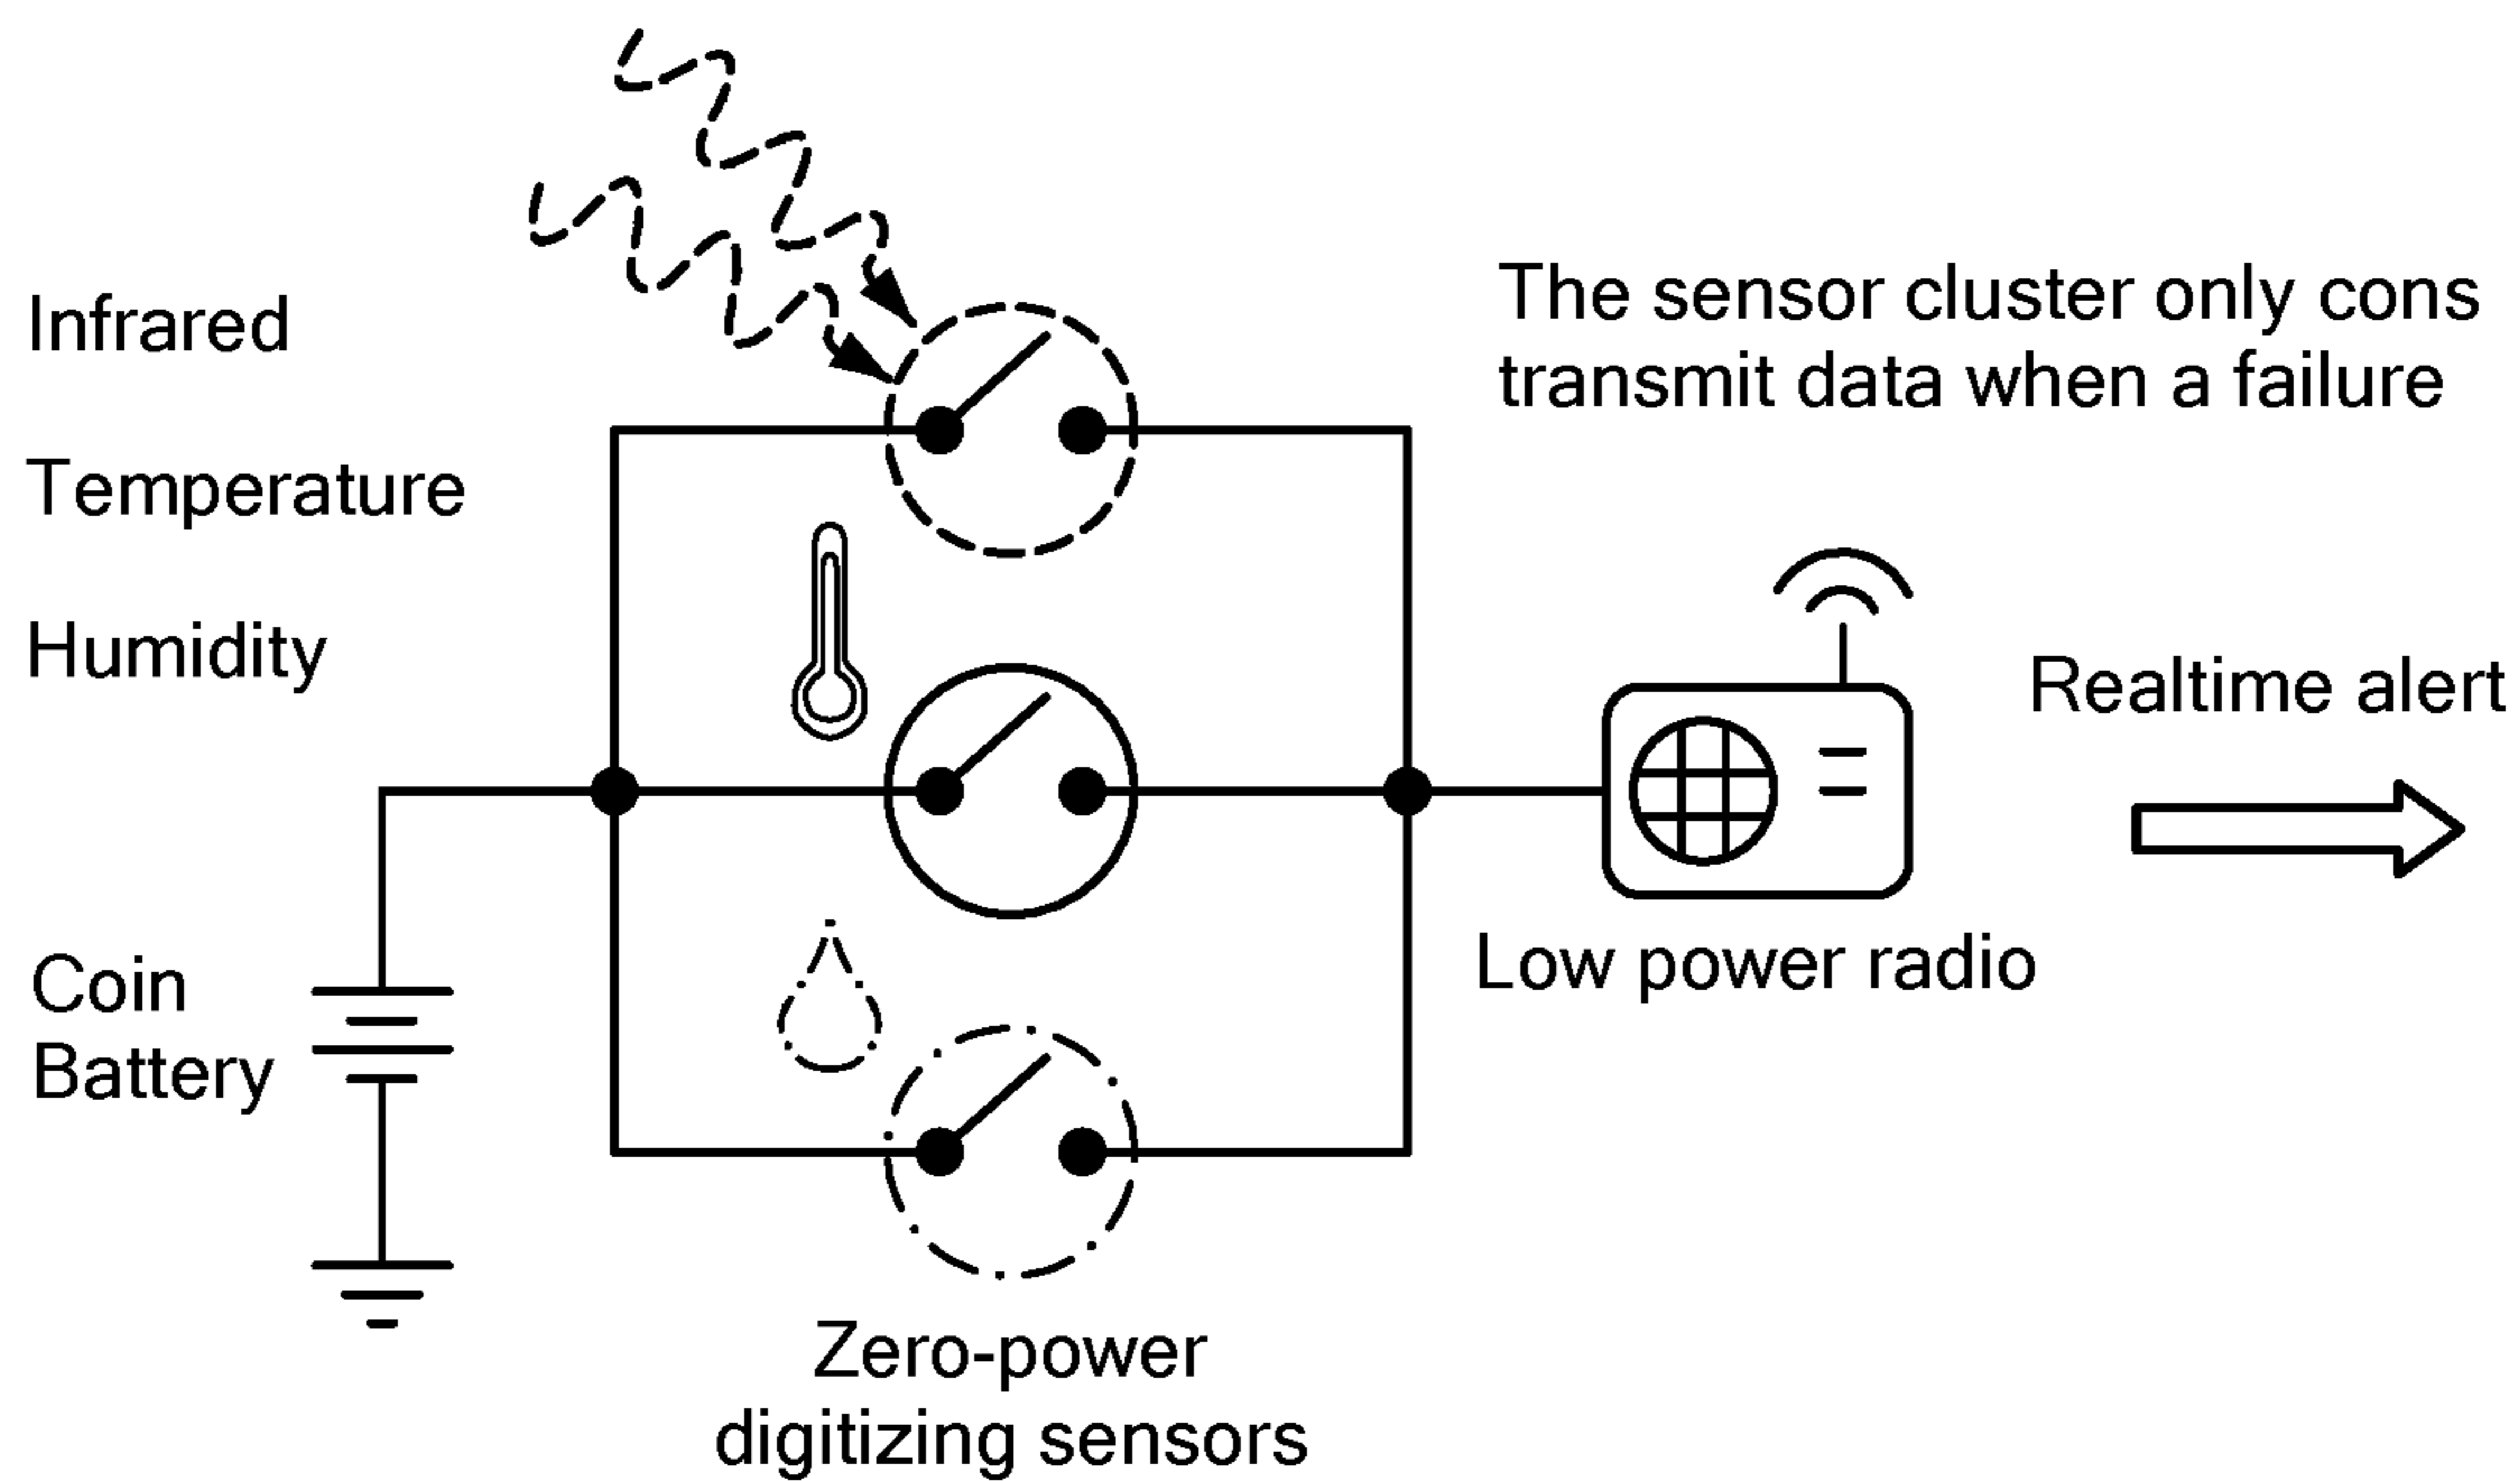 Infrared
Temperature
Humidity
Coin
Battery
The sensor cluster only cons
transmit data when a failure
Realtime alert
Low power radio
Zero-power
digitizing sensors